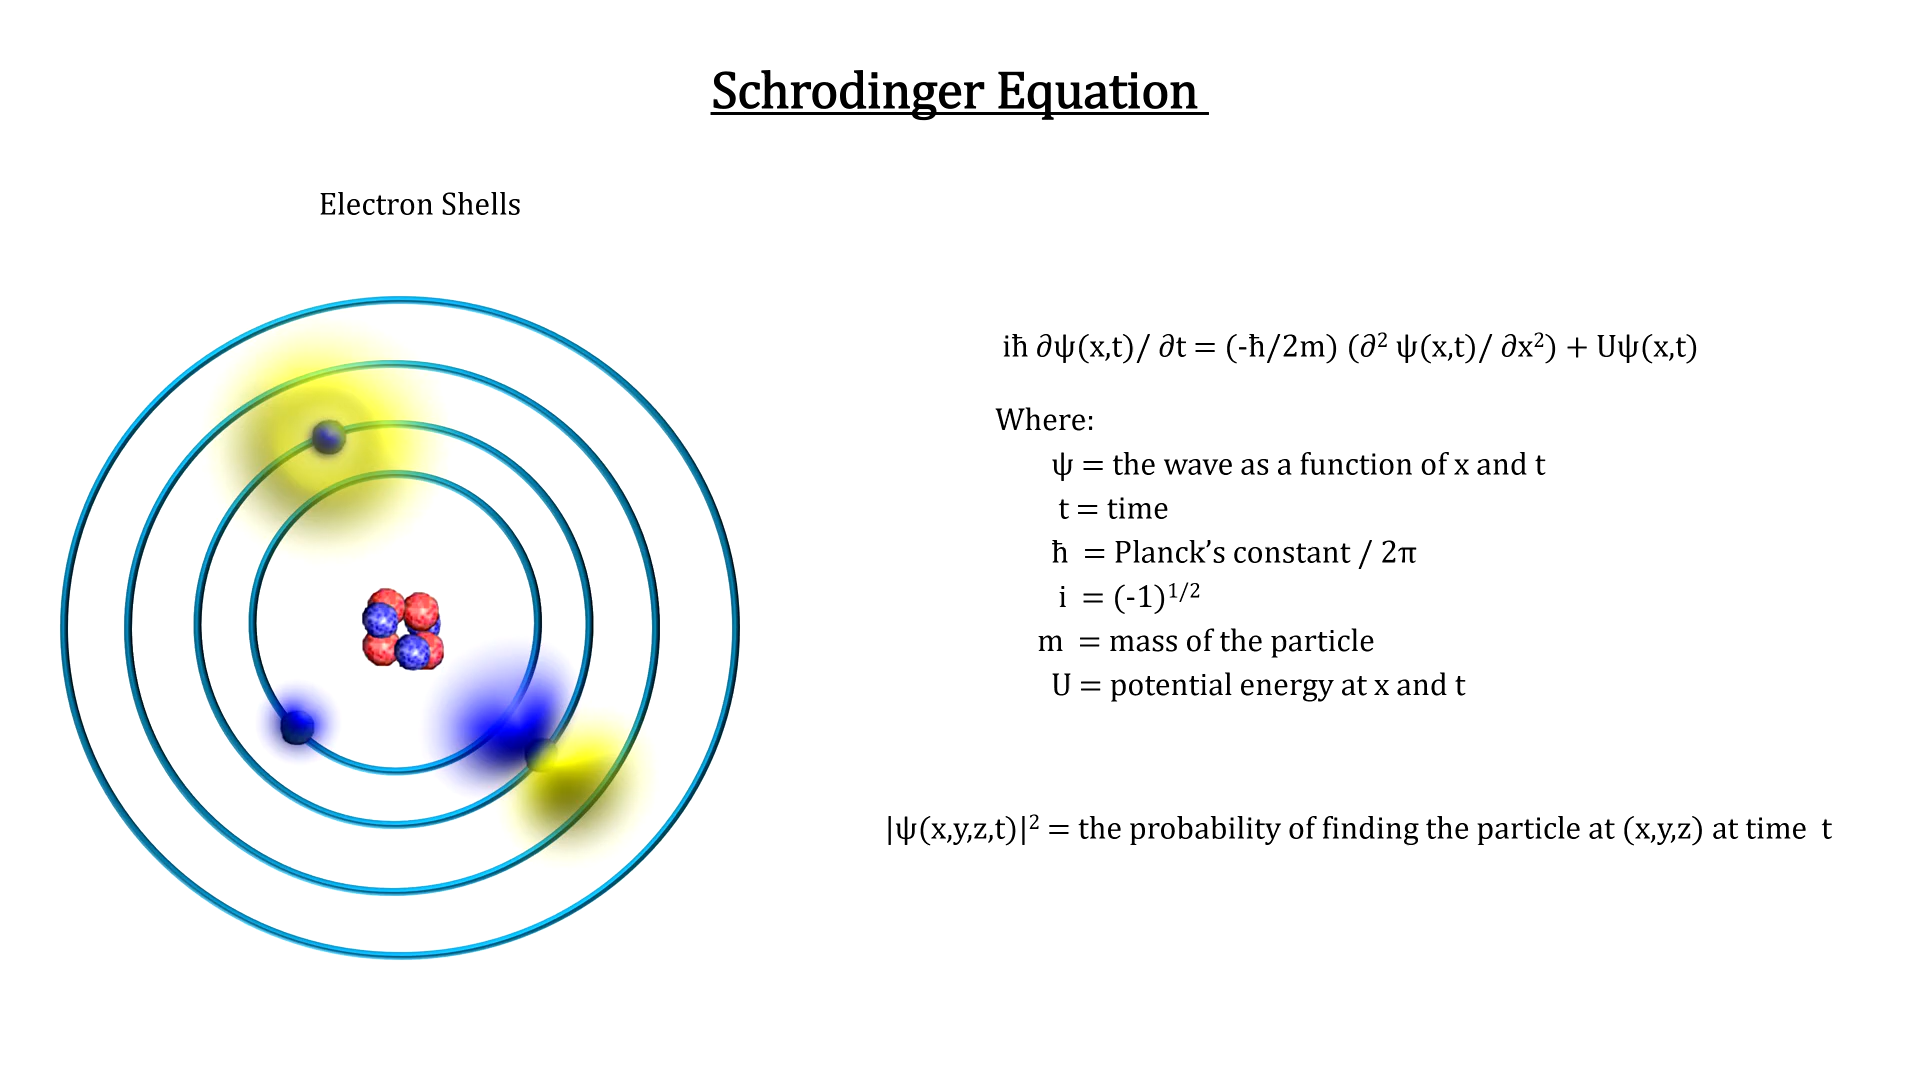 Schrodinger Equation
Electron Shells
iħ ∂ψ(x,t)/ ∂t = (-ħ/2m) (∂² ψ(x,t)/ ∂x²) + Uψ(x,t)
Where:
ψ = the wave as a function of x and t
t = time
ħ = Planck’s constant / 2π
i = (-1)¹/²
m = mass of the particle
U = potential energy at x and t
|ψ(x,y,z,t)|² = the probability of finding the particle at (x,y,z) at time t